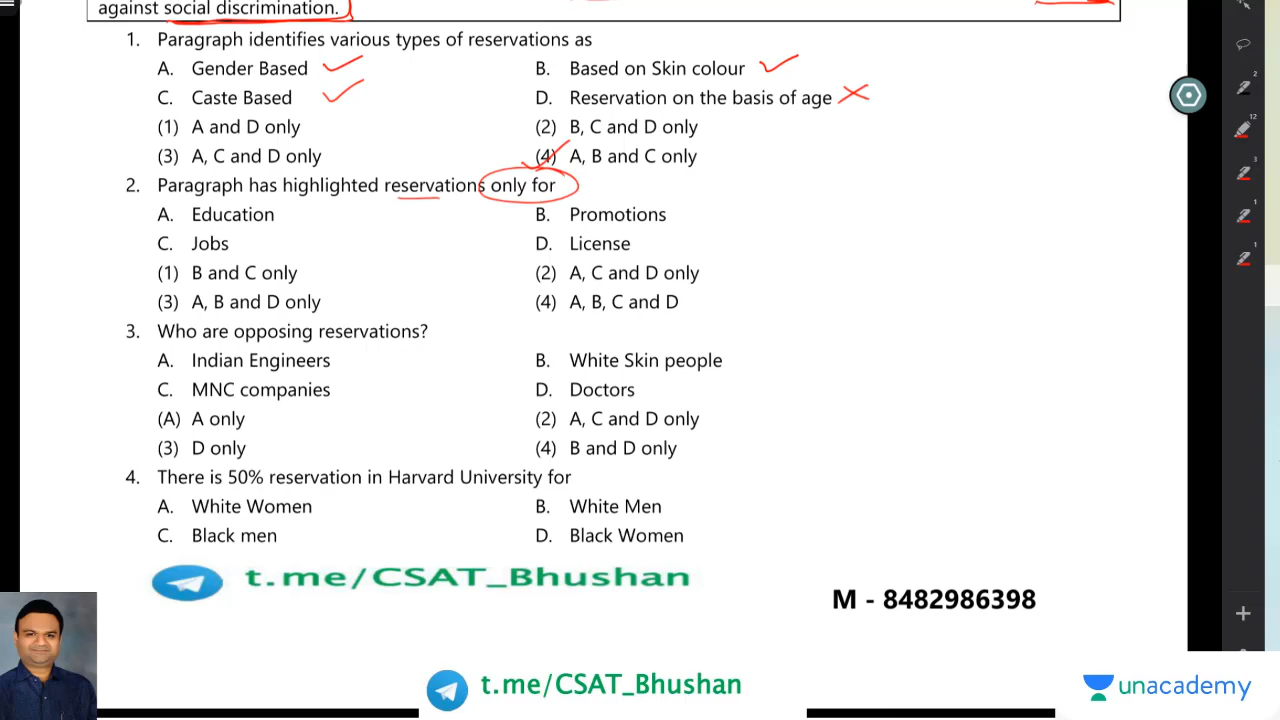 against social discrimination.
1. Paragraph identifies various types of reservations as
A. Gender Based B. Based on Skin colour
C. Caste Based D. Reservation on the basis of age
(1) A and D only (2) B, C and D only
(3) A, C and D only (4) A, B and C only
2. Paragraph has highlighted reservations only for
A. Education B. Promotions
C. Jobs D. License
(1) B and C only (2) A, C and D only
(3) A, B and D only (4) A, B, C and D
3. Who are opposing reservations?
A. Indian Engineers B. White Skin people
C. MNC companies D. Doctors
(A) A only (2) A, C and D only
(3) D only (4) B and D only
4. There is 50% reservation in Harvard University for
A. White Women B. White Men
C. Black men D. Black Women
t.me/CSAT_Bhushan
M - 8482986398
t.me/CSAT_Bhushan
unacademy
2
12
3
1
1